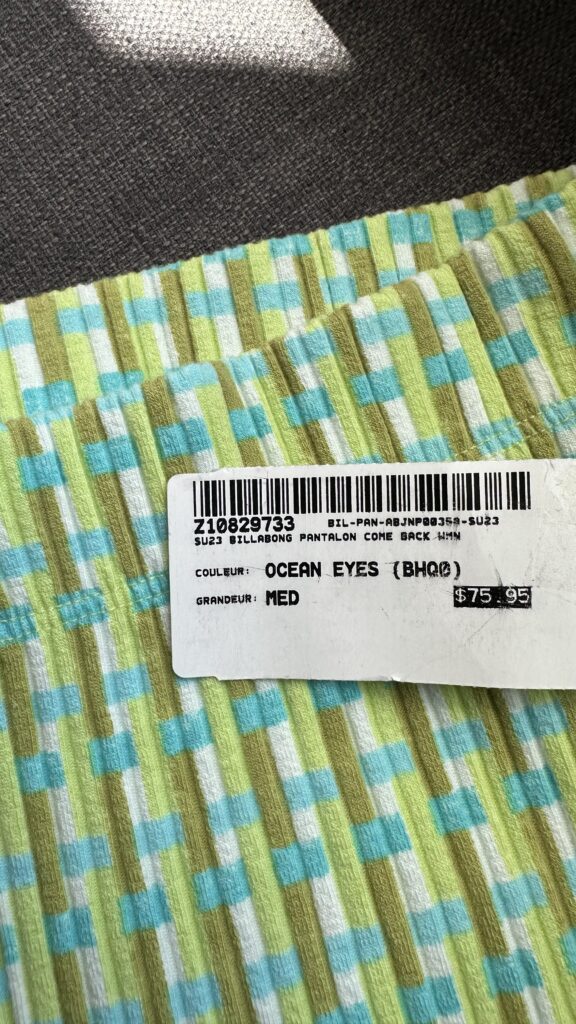 Z10829733 BIL-PAN-ABJNP00358-SU23
SU23 BILLABONG PANTALON COME BACK WMN
COULEUR: OCEAN EYES (BHQ0)
GRANDEUR: MED $75.95